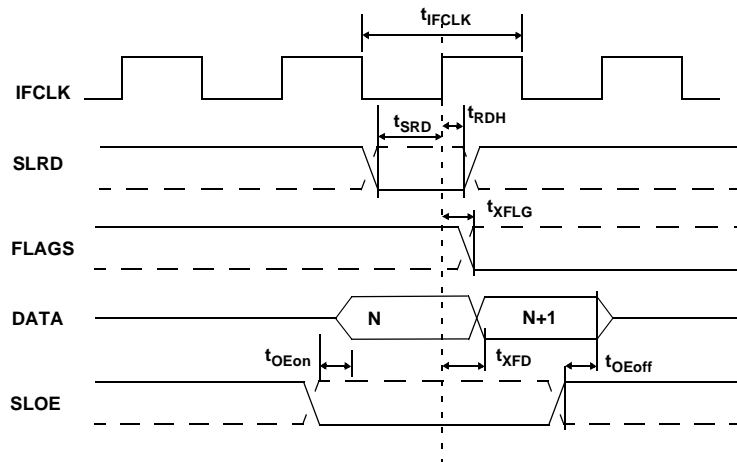 tIFCLK
IFCLK
tSRD
tRDH
SLRD
tXFLG
FLAGS
DATA
N
N+1
tOEon
tXFD
tOEoff
SLOE